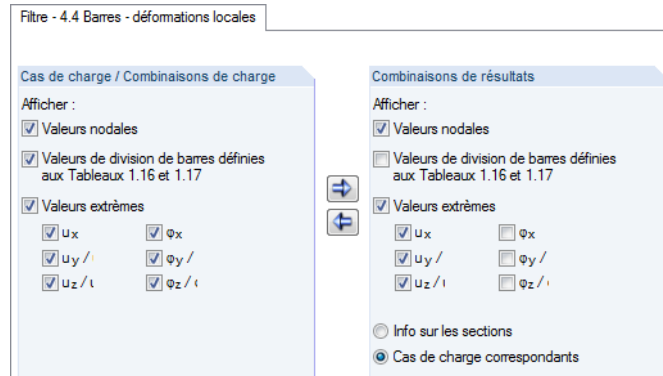 Filtre - 4.4 Barres - déformations locales
Cas de charge / Combinaisons de charge
Afficher :
Valeurs nodales
Valeurs de division de barres définies
aux Tableaux 1.16 et 1.17
Valeurs extrêmes
ux φx
uy / φy /
uz / φz /
Combinaisons de résultats
Afficher :
Valeurs nodales
Valeurs de division de barres définies
aux Tableaux 1.16 et 1.17
Valeurs extrêmes
ux φx
uy / φy /
uz / φz /
Info sur les sections
Cas de charge correspondants